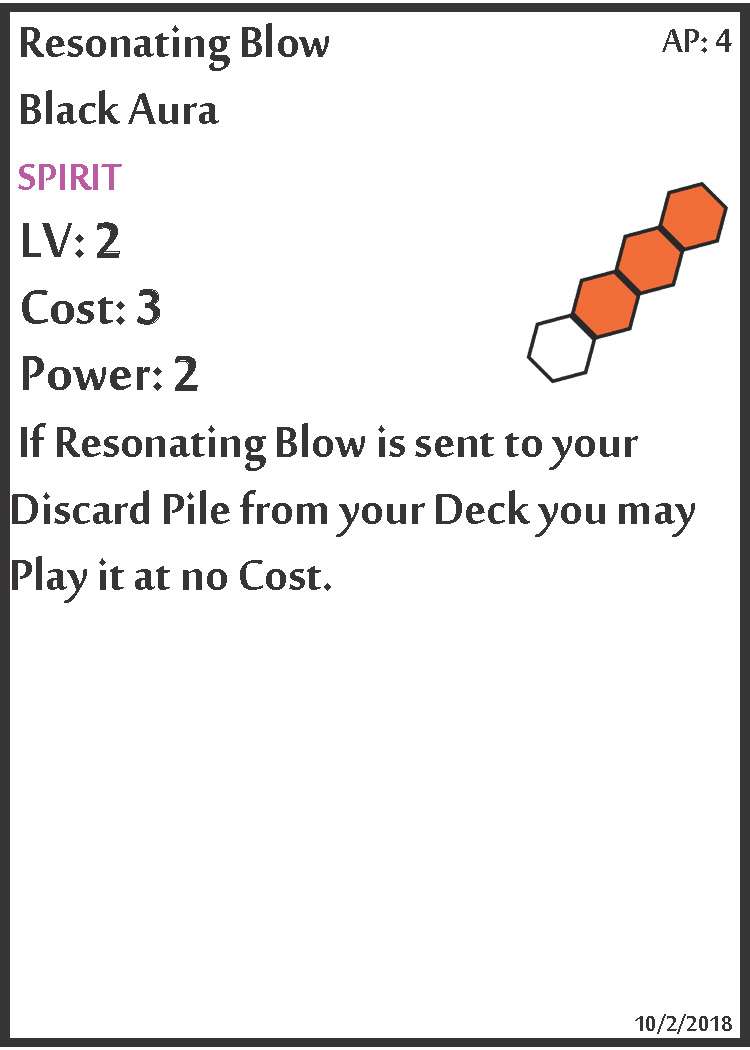 Resonating Blow
AP: 4
Black Aura
SPIRIT
LV: 2
Cost: 3
Power: 2
If Resonating Blow is sent to your
Discard Pile from your Deck you may
Play it at no Cost.
10/2/2018